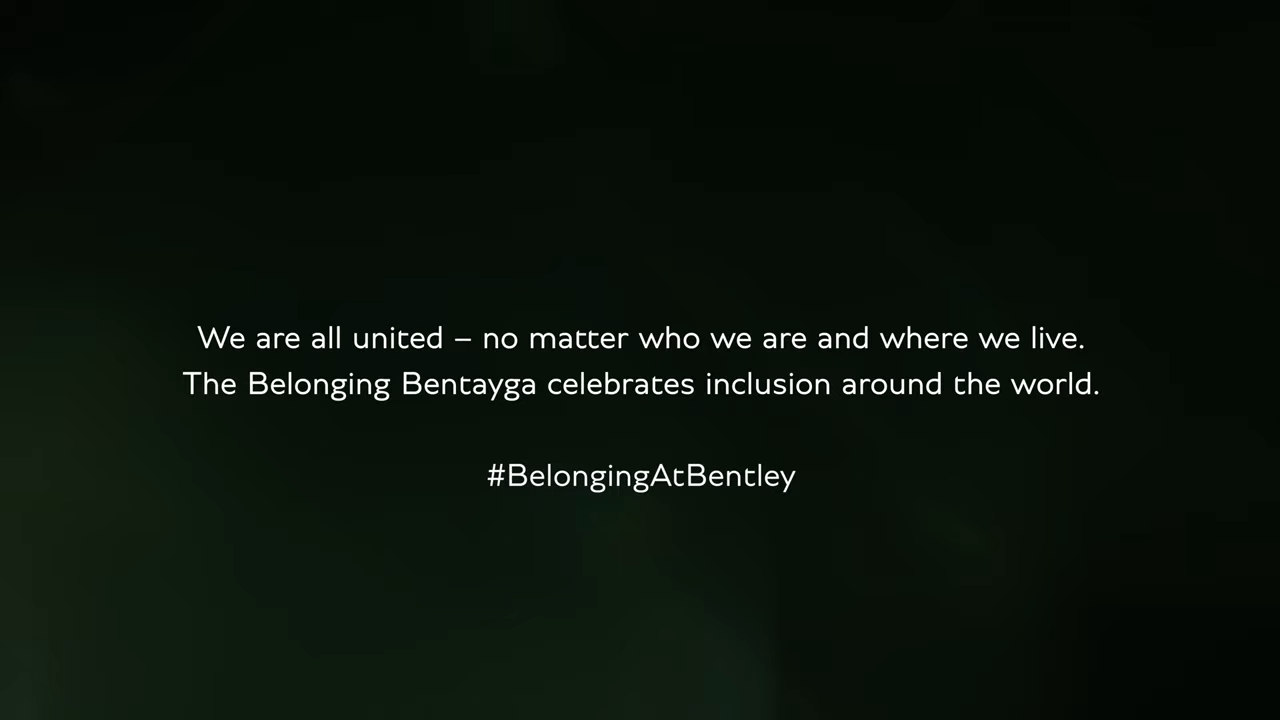 We are all united – no matter who we are and where we live.
The Belonging Bentayga celebrates inclusion around the world.
#BelongingAtBentley